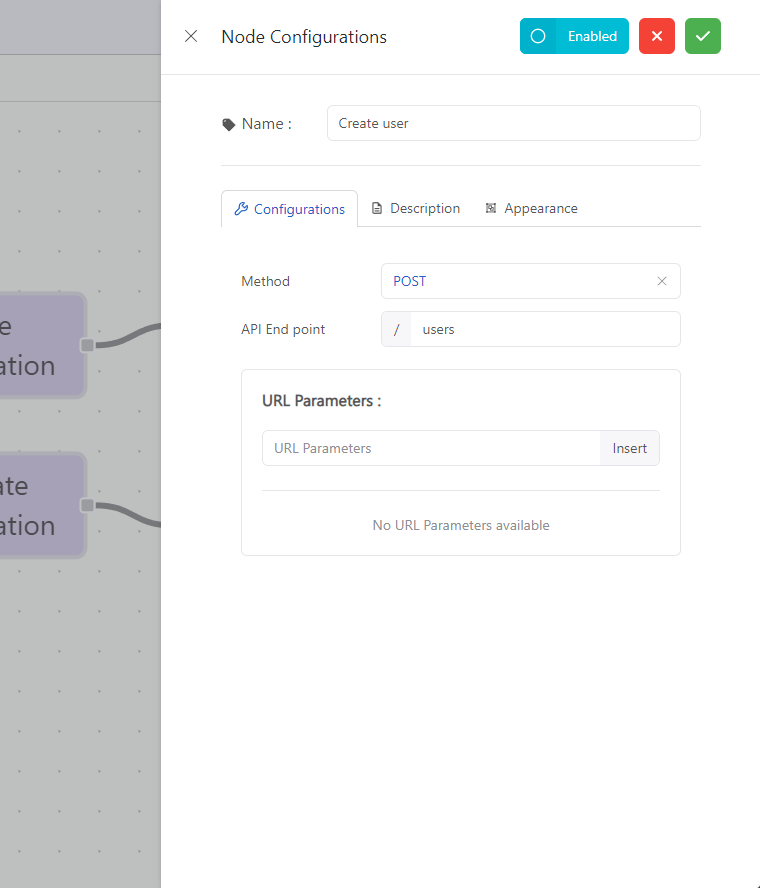 Node Configurations
Enabled
Name :
Create user
Configurations
Description
Appearance
Method
POST
API End point
/
users
URL Parameters :
URL Parameters
Insert
No URL Parameters available
e
ation
ate
ation